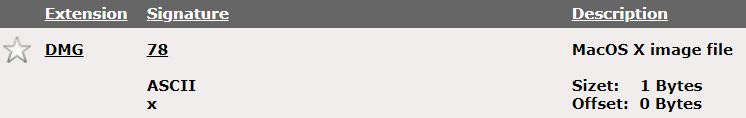 Extension Signature Description
DMG 78 MacOS X image file
ASCII Sizet: 1 Bytes
x Offset: 0 Bytes